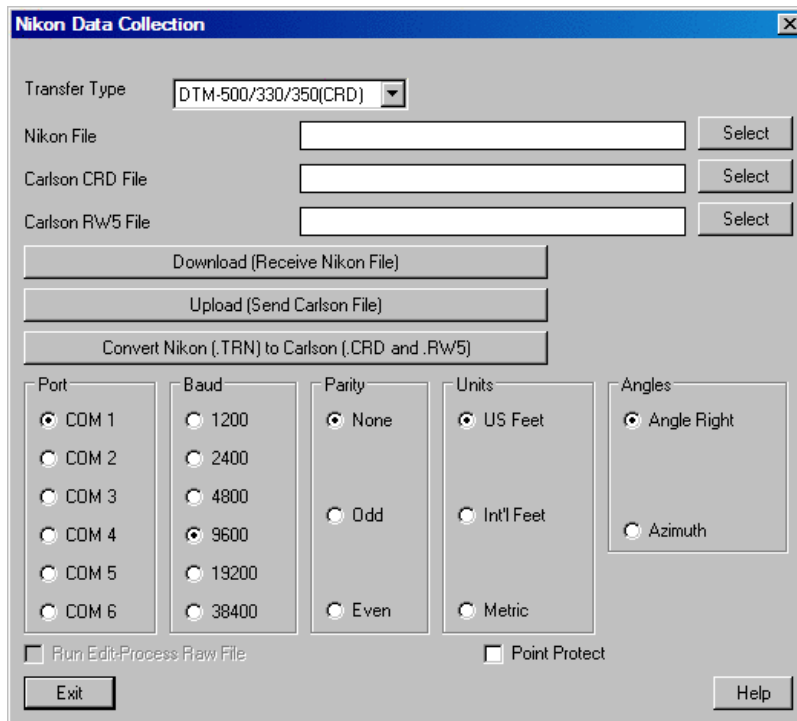 Nikon Data Collection
Transfer Type DTM-500/330/350(CRD)
Nikon File Select
Carlson CRD File Select
Carlson RW5 File Select
Download (Receive Nikon File)
Upload (Send Carlson File)
Convert Nikon (.TRN) to Carlson (.CRD and .RW5)
Port Baud Parity Units Angles
COM 1 1200 None US Feet Angle Right
COM 2 2400
COM 3 4800
Odd Int'l Feet
COM 4 9600 Azimuth
COM 5 19200
COM 6 38400 Even Metric
Run Edit-Process Raw File Point Protect
Exit Help